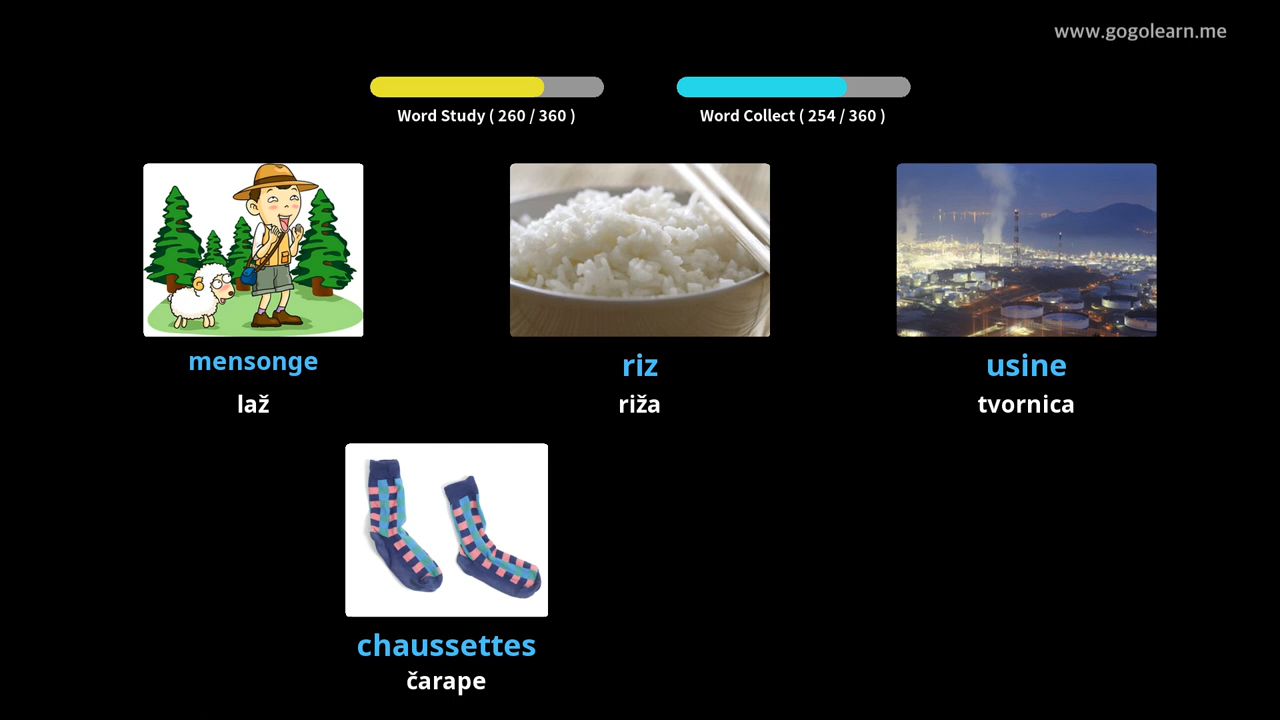 www.gogolearn.me
Word Study ( 260 / 360 )
Word Collect ( 254 / 360 )
mensonge
laž
riz
riža
usine
tvornica
chaussettes
čarape